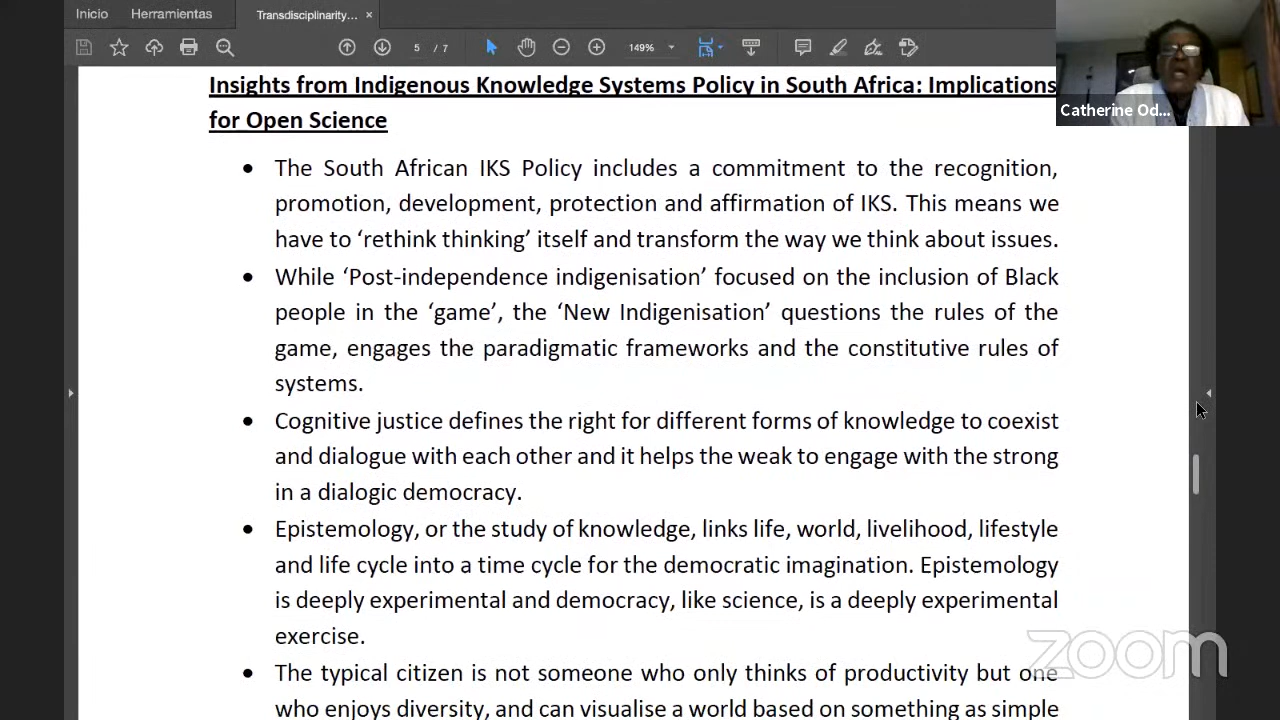 Inicio Herramientas Transdisciplinarity... ×
5 / 7 149%
Insights from Indigenous Knowledge Systems Policy in South Africa: Implications
for Open Science
Catherine Od...
• The South African IKS Policy includes a commitment to the recognition,
promotion, development, protection and affirmation of IKS. This means we
have to ‘rethink thinking’ itself and transform the way we think about issues.
• While ‘Post-independence indigenisation’ focused on the inclusion of Black
people in the ‘game’, the ‘New Indigenisation’ questions the rules of the
game, engages the paradigmatic frameworks and the constitutive rules of
systems.
• Cognitive justice defines the right for different forms of knowledge to coexist
and dialogue with each other and it helps the weak to engage with the strong
in a dialogic democracy.
• Epistemology, or the study of knowledge, links life, world, livelihood, lifestyle
and life cycle into a time cycle for the democratic imagination. Epistemology
is deeply experimental and democracy, like science, is a deeply experimental
exercise.
• The typical citizen is not someone who only thinks of productivity but one
who enjoys diversity, and can visualise a world based on something as simple
zoom